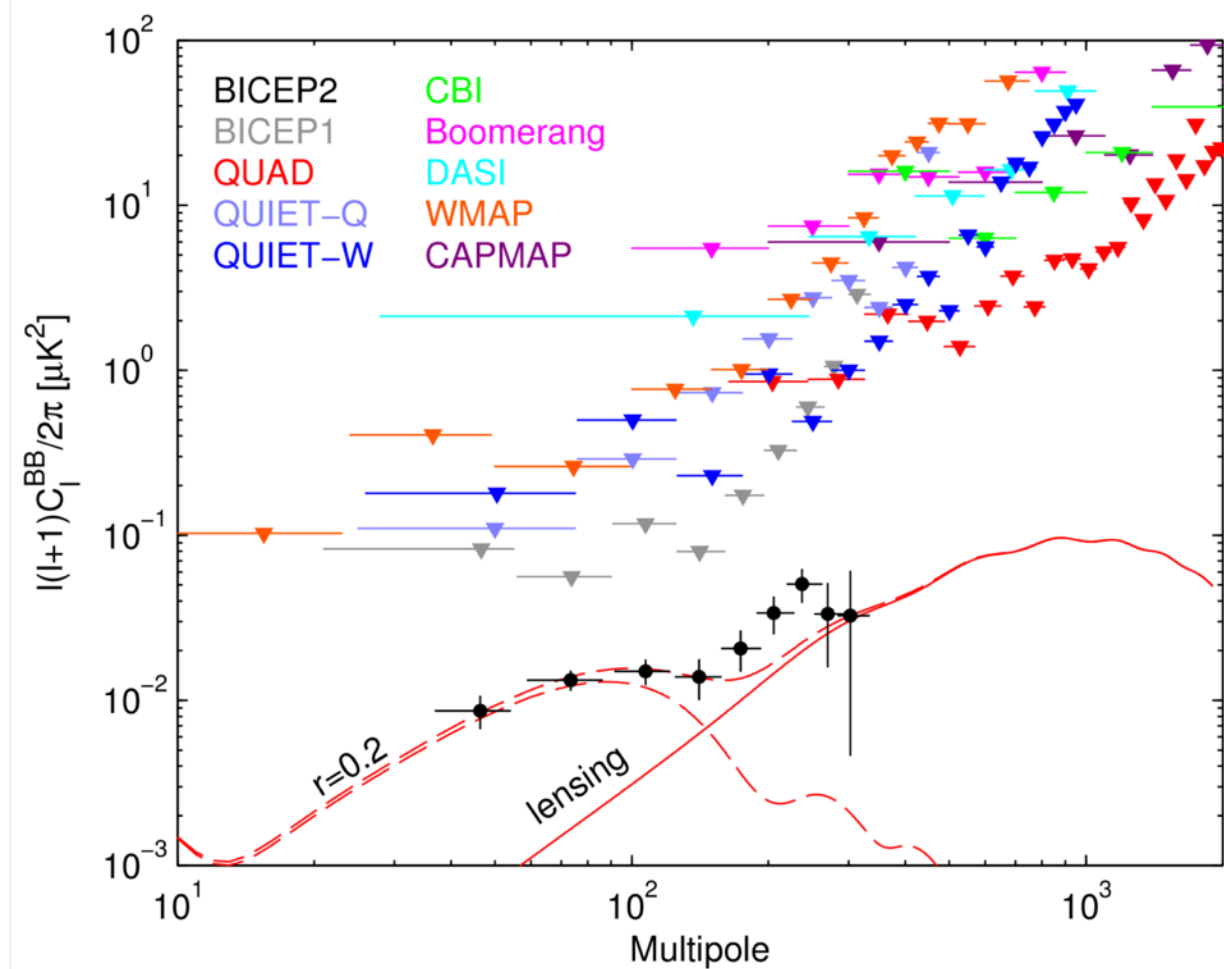 10^2
10^1
10^0
10^-1
10^-2
10^-3
l(l+1)C_l^BB/2π [μK^2]
BICEP2
BICEP1
QUAD
QUIET-Q
QUIET-W
CBI
Boomerang
DASI
WMAP
CAPMAP
r=0.2
lensing
10^1
10^2
10^3
Multipole